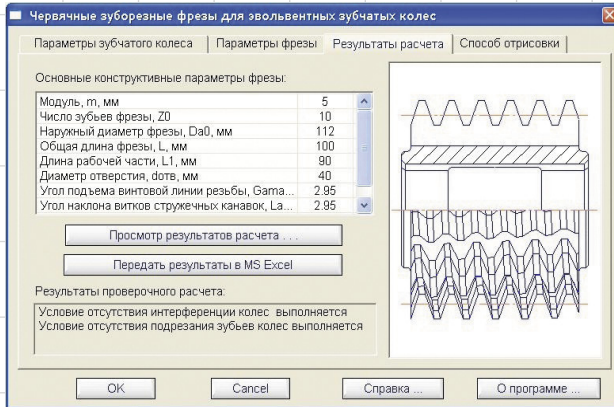 Червячные зуборезные фрезы для эвольвентных зубчатых колес
Параметры зубчатого колеса Параметры фрезы Результаты расчета Способ отрисовки
Основные конструктивные параметры фрезы:
Модуль, m, мм 5
Число зубьев фрезы, Z0 10
Наружный диаметр фрезы, Da0, мм 112
Общая длина фрезы, L, мм 100
Длина рабочей части, L1, мм 90
Диаметр отверстия, dотв, мм 40
Угол подъема винтовой линии резьбы, Gama... 2.95
Угол наклона витков стружечных канавок, La... 2.95
Просмотр результатов расчета . . .
Передать результаты в MS Excel
Результаты проверочного расчета:
Условие отсутствия интерференции колес выполняется
Условие отсутствия подрезания зубьев колес выполняется
OK Cancel Справка ... О программе ...